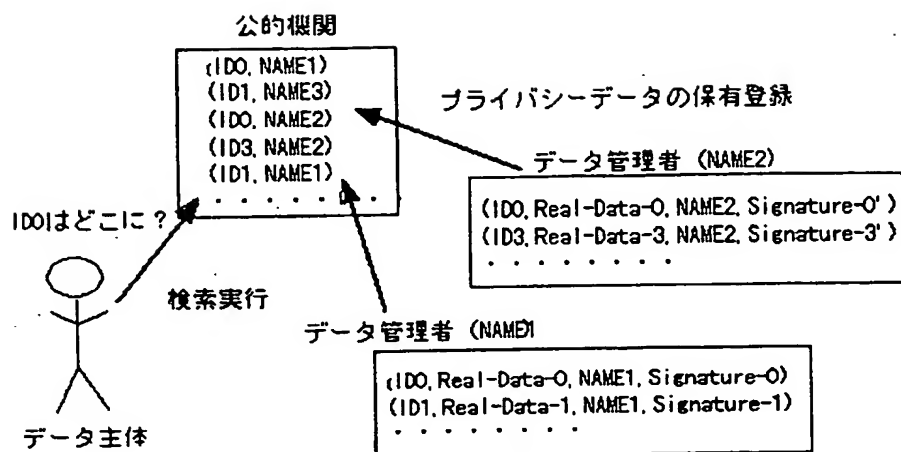 公的機関
(ID0, NAME1)
(ID1, NAME3)
(ID0, NAME2)
(ID3, NAME2)
(ID1, NAME1)
. . . . . . .
プライバシーデータの保有登録
データ管理者 (NAME2)
(ID0, Real-Data-0, NAME2, Signature-0')
(ID3, Real-Data-3, NAME2, Signature-3')
. . . . . . . . .
ID0はどこに?
検索実行
データ主体
データ管理者 (NAME1
(ID0, Real-Data-0, NAME1, Signature-0)
(ID1, Real-Data-1, NAME1, Signature-1)
. . . . . . . .